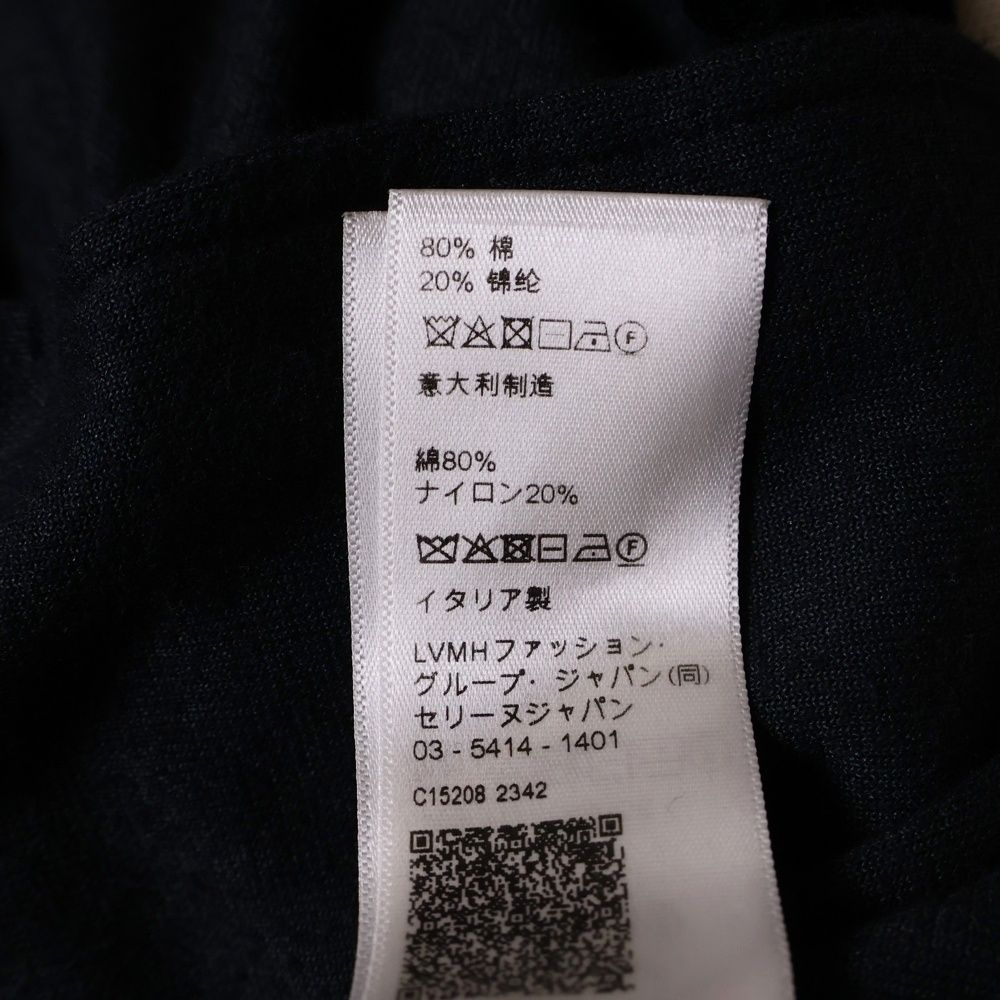 80% 棉
20% 锦纶
F
意大利制造
綿80%
ナイロン20%
F
イタリア製
LVMHファッション・
グループ・ジャパン(同)
セリーヌジャパン
03 - 5414 - 1401
C15208 2342